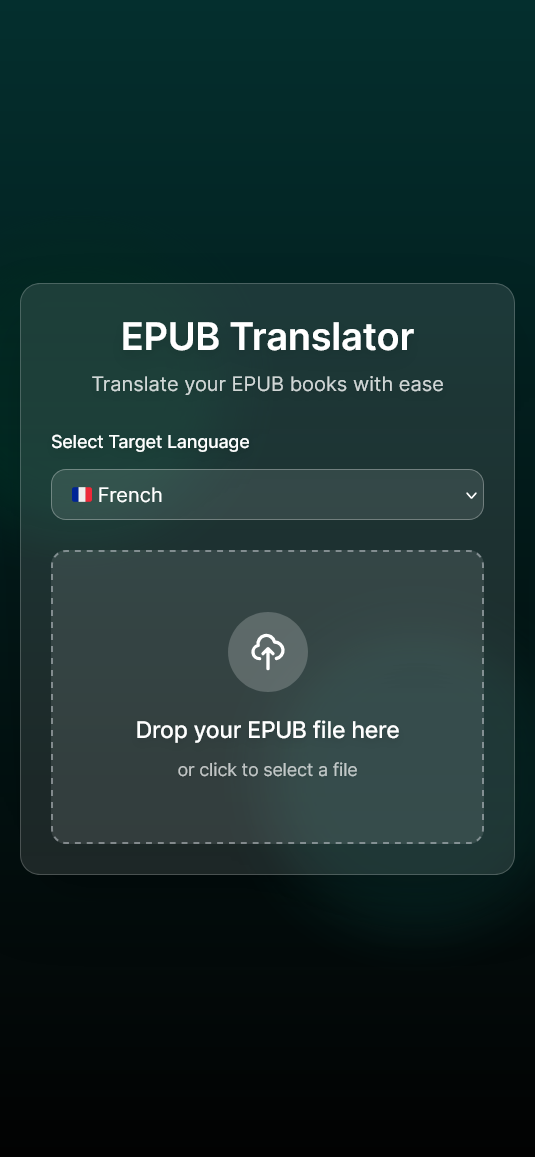 EPUB Translator
Translate your EPUB books with ease
Select Target Language
🇫🇷 French
Drop your EPUB file here
or click to select a file